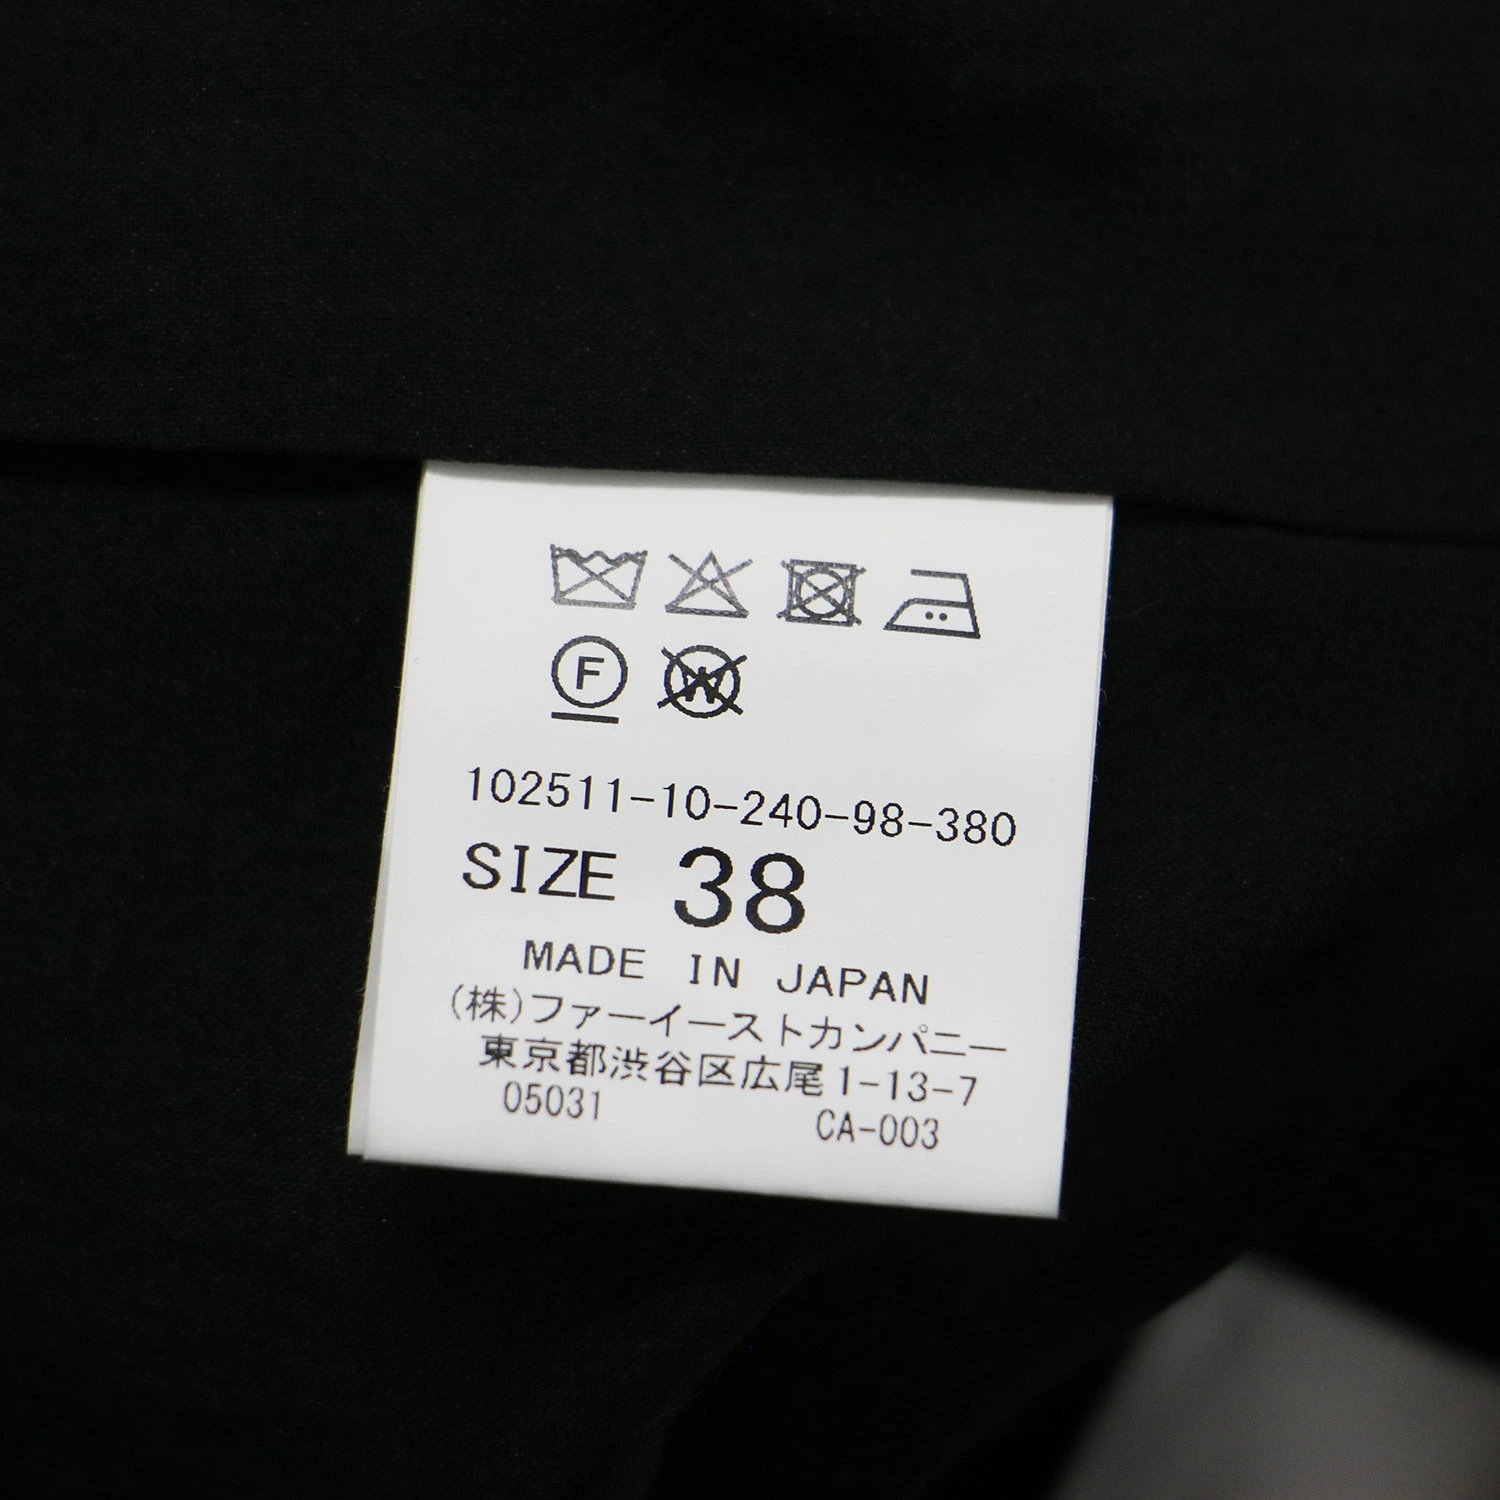 F W
102511-10-240-98-380
SIZE 38
MADE IN JAPAN
(株)ファーイーストカンパニー
東京都渋谷区広尾1-13-7
05031 CA-003